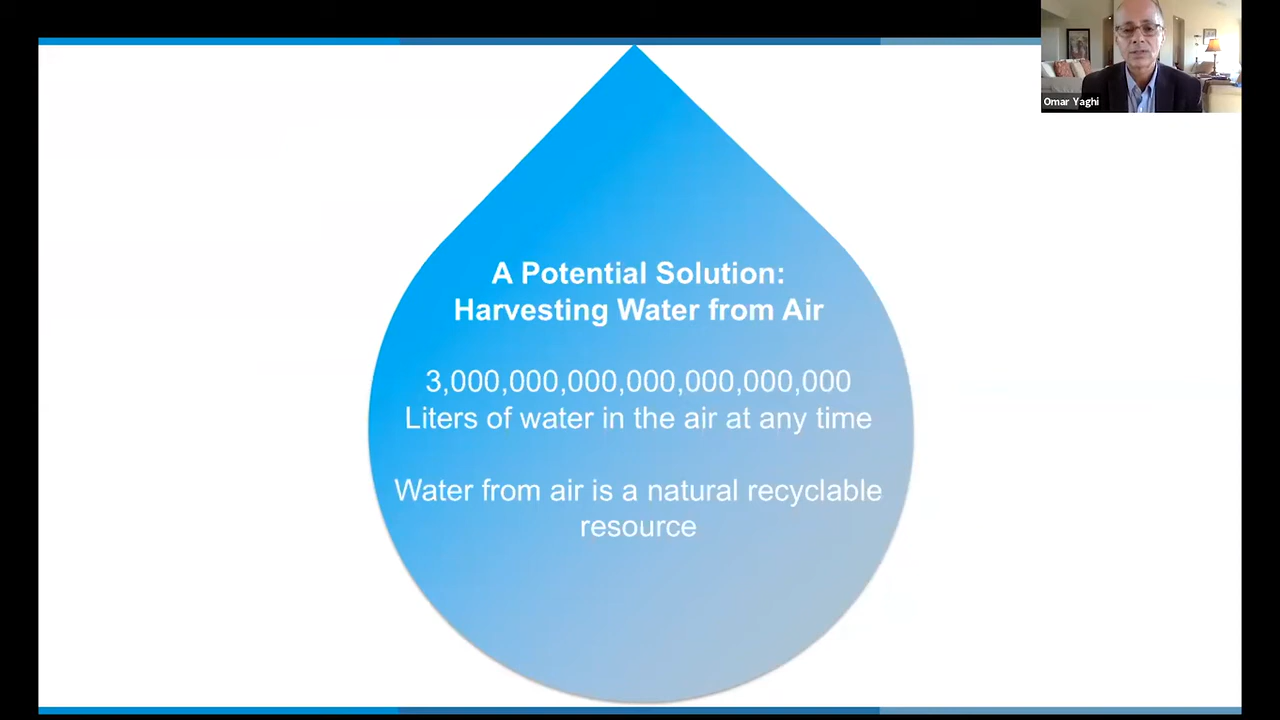 Omar Yaghi
A Potential Solution:
Harvesting Water from Air
3,000,000,000,000,000,000,000
Liters of water in the air at any time
Water from air is a natural recyclable
resource